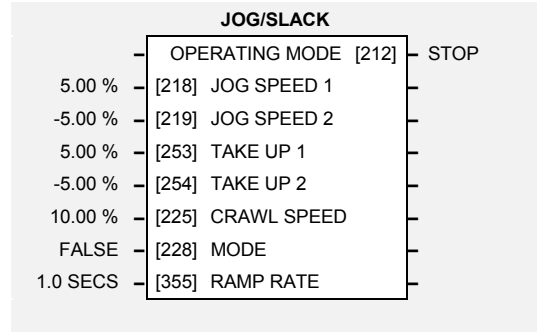 JOG/SLACK
OPERATING MODE [212] STOP
5.00 % [218] JOG SPEED 1
-5.00 % [219] JOG SPEED 2
5.00 % [253] TAKE UP 1
-5.00 % [254] TAKE UP 2
10.00 % [225] CRAWL SPEED
FALSE [228] MODE
1.0 SECS [355] RAMP RATE